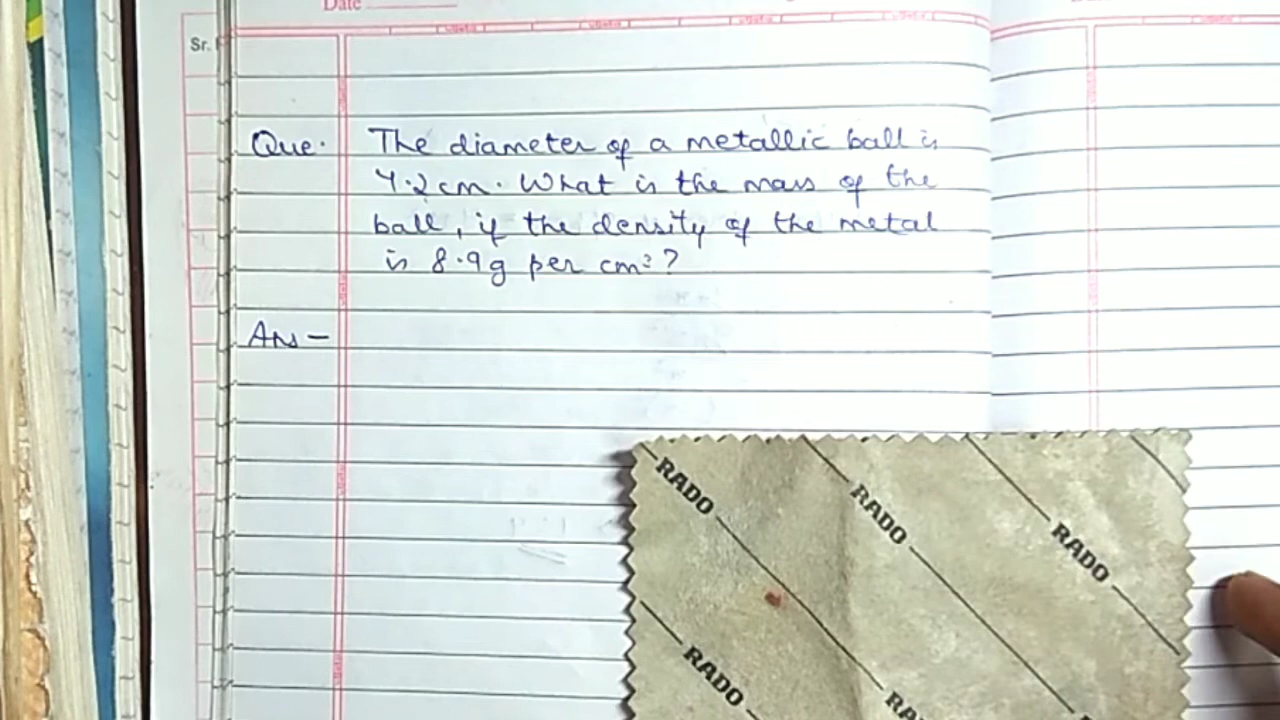 Date
Sr.
Que. The diameter of a metallic ball is
4.2 cm. What is the mass of the
ball, if the density of the metal
is 8.9g per cm³?
Ans -
RADO
RADO
RADO
RADO